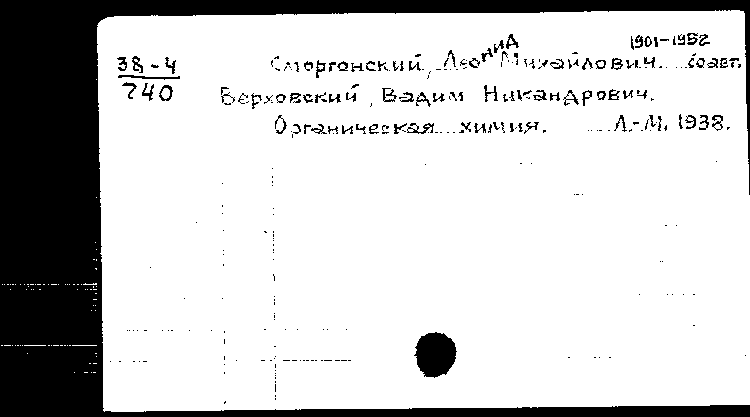 1901-1952
38-4 Сморгонский, Леонид Михайлович. соавт.
740 Верховский, Вадим Никандрович.
Органическая химия. Л.-М. 1938.